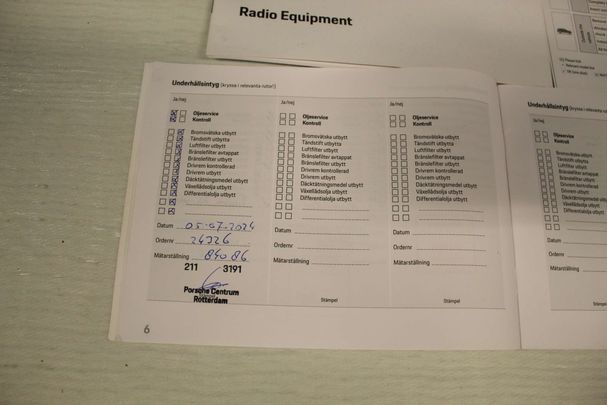 Radio Equipment
Underhållsintyg (kryssa i relevanta rutor!)
Ja/nej
Oljeservice
Kontroll
Bromsvätska utbytt
Tändstift utbytta
Luftfilter utbytt
Bränslefilter avtappat
Bränslefilter utbytt
Drivrem kontrollerad
Drivrem utbytt
Däcktätningsmedel utbytt
Växellådsolja utbytt
Differentialolja utbytt
Datum 05-07-2024
Ordernr 24326
Mätarställning 84086
211 3191
Porsche Centrum
Rotterdam
Ja/nej
Oljeservice
Kontroll
Bromsvätska utbytt
Tändstift utbytta
Luftfilter utbytt
Bränslefilter avtappat
Bränslefilter utbytt
Drivrem kontrollerad
Drivrem utbytt
Däcktätningsmedel utbytt
Växellådsolja utbytt
Differentialolja utbytt
Datum
Ordernr
Mätarställning
Stämpel
Ja/nej
Oljeservice
Kontroll
Bromsvätska utbytt
Tändstift utbytta
Luftfilter utbytt
Bränslefilter avtappat
Bränslefilter utbytt
Drivrem kontrollerad
Drivrem utbytt
Däcktätningsmedel utbytt
Växellådsolja utbytt
Differentialolja utbytt
Datum
Ordernr
Mätarställning
Stämpel
6
Underhållsintyg (kryssa i relevanta
Ja/nej
Oljeservice
Kontroll
Bromsvätska utbytt
Tändstift utbytta
Luftfilter utbytt
Bränslefilter avtappat
Bränslefilter utbytt
Drivrem kontrollerad
Drivrem utbytt
Däcktätningsmedel utbytt
Växellådsolja utbytt
Differentialolja utbytt
Datum
Ordernr
Mätarställning